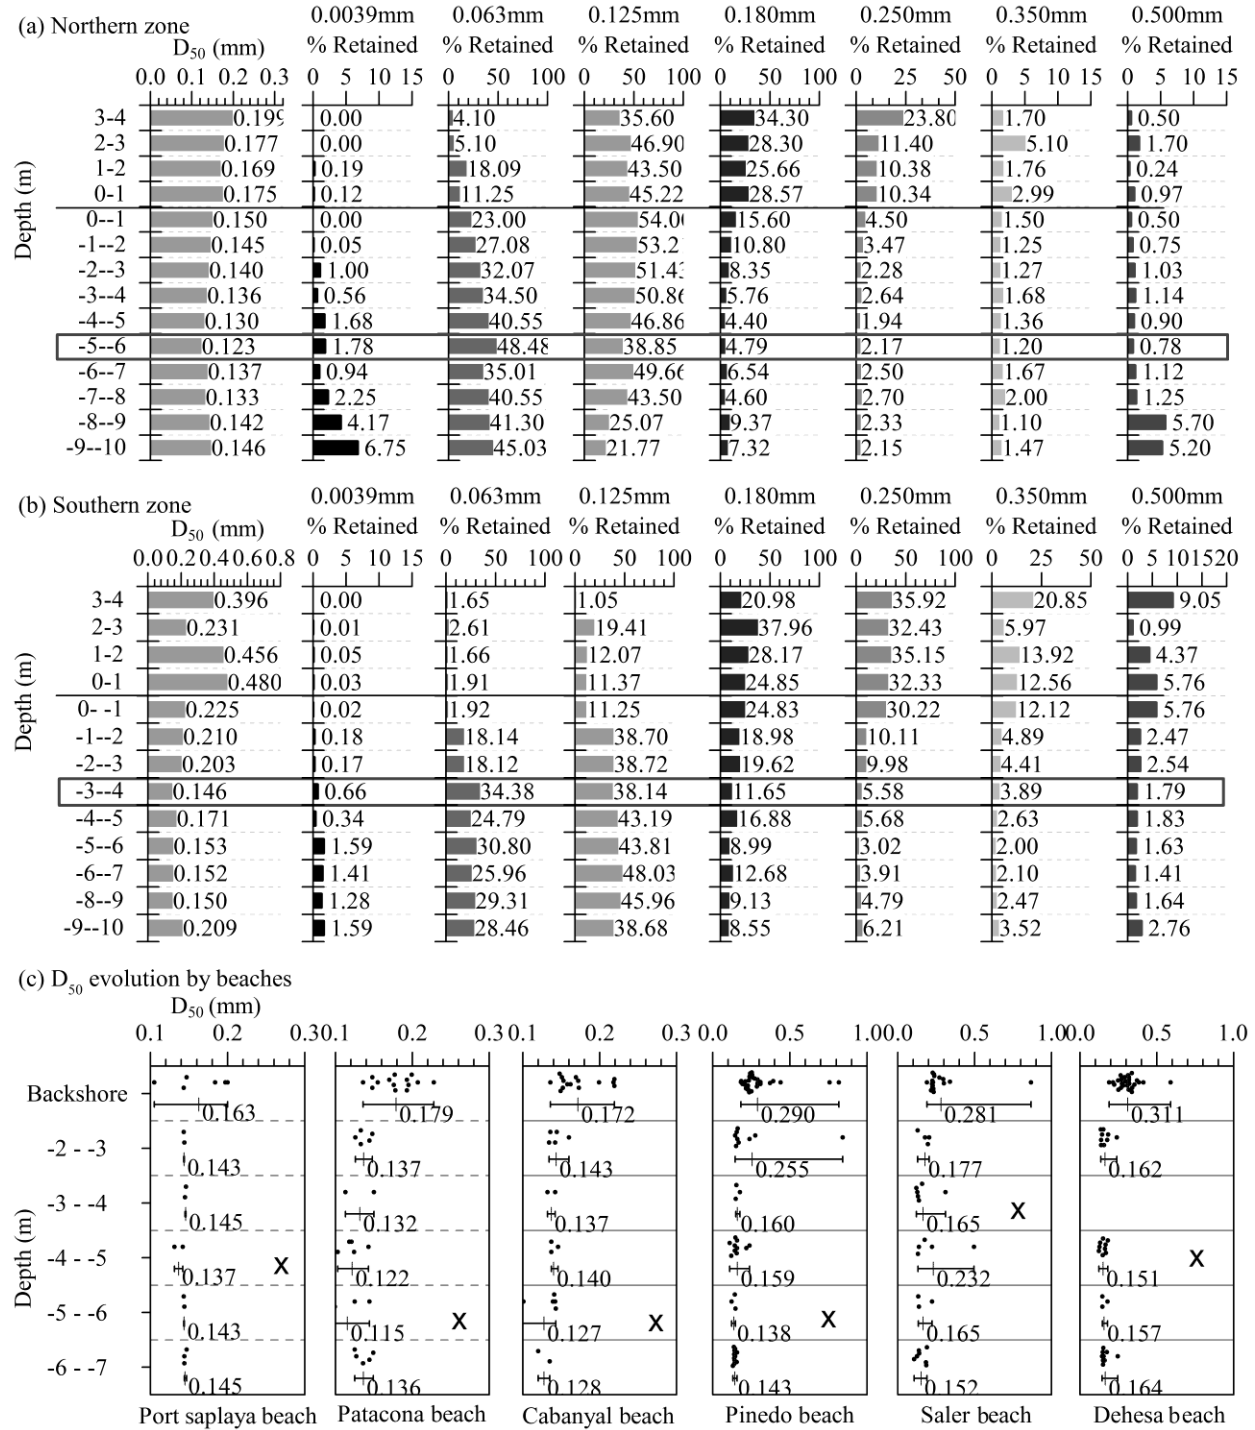 (a) Northern zone
0.0039mm 0.063mm 0.125mm 0.180mm 0.250mm 0.350mm 0.500mm
D50 (mm) % Retained % Retained % Retained % Retained % Retained % Retained % Retained
0.0 0.1 0.2 0.3 0 5 10 15 0 50 100 0 50 100 0 50 100 0 25 50 0 5 10 15 0 5 10 15
Depth (m)
3-4 0.199 0.00 4.10 35.60 34.30 23.80 1.70 0.50
2-3 0.177 0.00 5.10 46.90 28.30 11.40 5.10 1.70
1-2 0.169 0.19 18.09 43.50 25.66 10.38 1.76 0.24
0-1 0.175 0.12 11.25 45.22 28.57 10.34 2.99 0.97
0--1 0.150 0.00 23.00 54.00 15.60 4.50 1.50 0.50
-1--2 0.145 0.05 27.08 53.2 10.80 3.47 1.25 0.75
-2--3 0.140 1.00 32.07 51.43 8.35 2.28 1.27 1.03
-3--4 0.136 0.56 34.50 50.86 5.76 2.64 1.68 1.14
-4--5 0.130 1.68 40.55 46.86 4.40 1.94 1.36 0.90
-5--6 0.123 1.78 48.48 38.85 4.79 2.17 1.20 0.78
-6--7 0.137 0.94 35.01 49.66 6.54 2.50 1.67 1.12
-7--8 0.133 2.25 40.55 43.50 4.60 2.70 2.00 1.25
-8--9 0.142 4.17 41.30 25.07 9.37 2.33 1.10 5.70
-9--10 0.146 6.75 45.03 21.77 7.32 2.15 1.47 5.20
(b) Southern zone
0.0039mm 0.063mm 0.125mm 0.180mm 0.250mm 0.350mm 0.500mm
D50 (mm) % Retained % Retained % Retained % Retained % Retained % Retained % Retained
0.0 0.2 0.4 0.6 0.8 0 5 10 15 0 50 100 0 50 100 0 50 100 0 50 100 0 25 50 0 5 10 15 20
Depth (m)
3-4 0.396 0.00 1.65 1.05 20.98 35.92 20.85 9.05
2-3 0.231 0.01 2.61 19.41 37.96 32.43 5.97 0.99
1-2 0.456 0.05 1.66 12.07 28.17 35.15 13.92 4.37
0-1 0.480 0.03 1.91 11.37 24.85 32.33 12.56 5.76
0- -1 0.225 0.02 1.92 11.25 24.83 30.22 12.12 5.76
-1--2 0.210 0.18 18.14 38.70 18.98 10.11 4.89 2.47
-2--3 0.203 0.17 18.12 38.72 19.62 9.98 4.41 2.54
-3--4 0.146 0.66 34.38 38.14 11.65 5.58 3.89 1.79
-4--5 0.171 0.34 24.79 43.19 16.88 5.68 2.63 1.83
-5--6 0.153 1.59 30.80 43.81 8.99 3.02 2.00 1.63
-6--7 0.152 1.41 25.96 48.03 12.68 3.91 2.10 1.41
-8--9 0.150 1.28 29.31 45.96 9.13 4.79 2.47 1.64
-9--10 0.209 1.59 28.46 38.68 8.55 6.21 3.52 2.76
(c) D50 evolution by beaches
D50 (mm)
0.1 0.2 0.3 0.1 0.2 0.3 0.1 0.2 0.3 0.0 0.5 1.0 0.0 0.5 1.0 0.0 0.5 1.0
Depth (m)
Backshore 0.163 0.179 0.172 0.290 0.281 0.311
-2 - -3 0.143 0.137 0.143 0.255 0.177 0.162
-3 - -4 0.145 0.132 0.137 0.160 0.165 X
-4 - -5 0.137 X 0.122 0.140 0.159 0.232 0.151 X
-5 - -6 0.143 0.115 X 0.127 X 0.138 X 0.165 0.157
-6 - -7 0.145 0.136 0.128 0.143 0.152 0.164
Port saplaya beach Patacona beach Cabanyal beach Pinedo beach Saler beach Dehesa beach